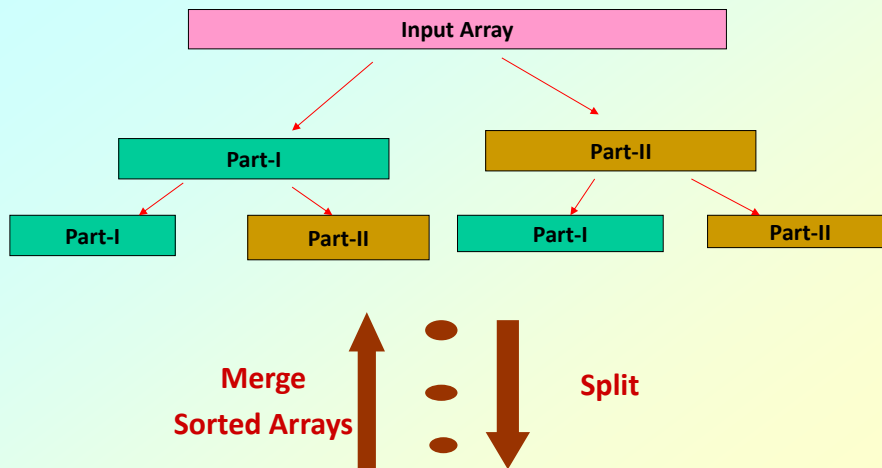 Input Array
Part-I
Part-II
Part-I
Part-II
Part-I
Part-II
Merge
Sorted Arrays
Split